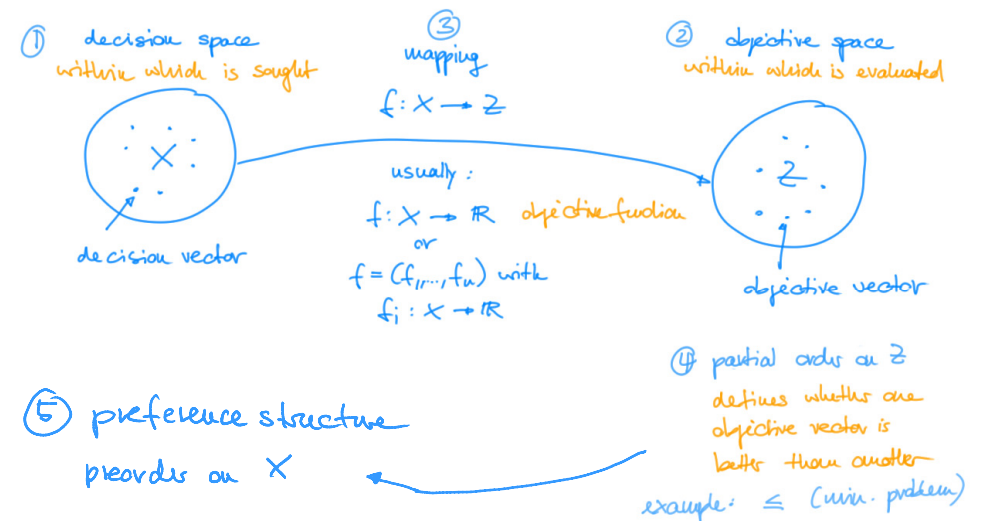 ① decision space
within which is sought
X
decision vector
③
mapping
f: X → Z
usually:
f: X → ℝ objective function
or
f = (f₁, ..., fₙ) with
fᵢ: X → ℝ
② objective space
within which is evaluated
Z
objective vector
④ partial order on Z
defines whether one
objective vector is
better than another
example: ≤ (min. problem)
⑤ preference structure
preorder on X